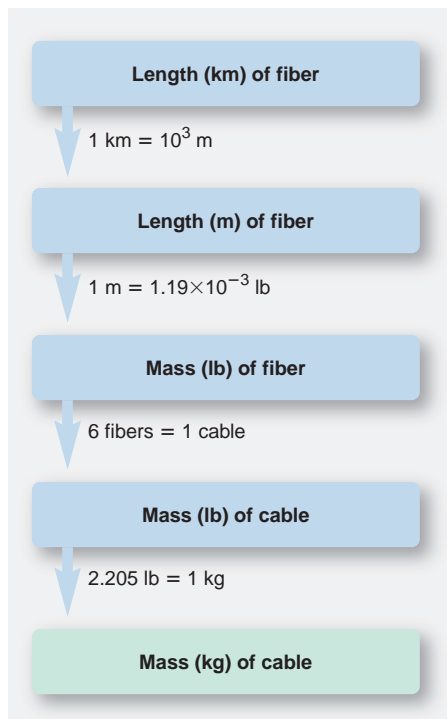 Length (km) of fiber
1 km = 10³ m
Length (m) of fiber
1 m = 1.19×10⁻³ lb
Mass (lb) of fiber
6 fibers = 1 cable
Mass (lb) of cable
2.205 lb = 1 kg
Mass (kg) of cable